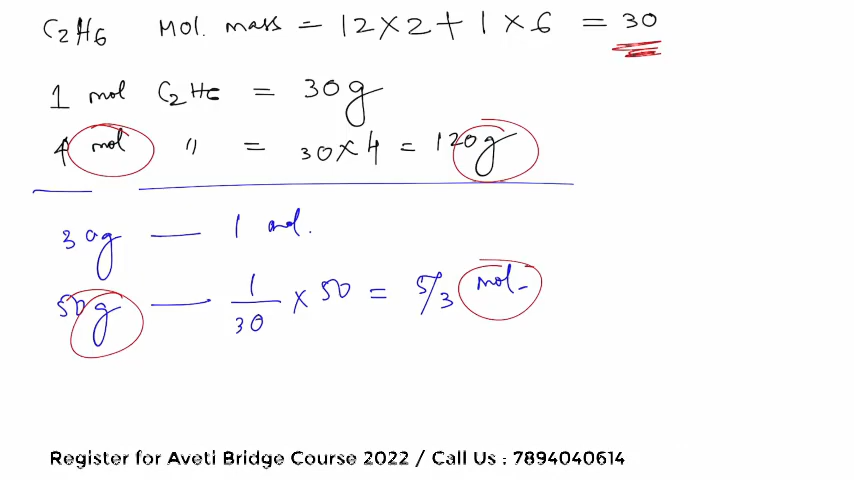 C2H6 Mol. mass = 12 × 2 + 1 × 6 = 30
1 mol C2H6 = 30g
4 mol " = 30 × 4 = 120g
30g — 1 mol.
50g — 1/30 × 50 = 5/3 mol.
Register for Aveti Bridge Course 2022 / Call Us : 7894040614